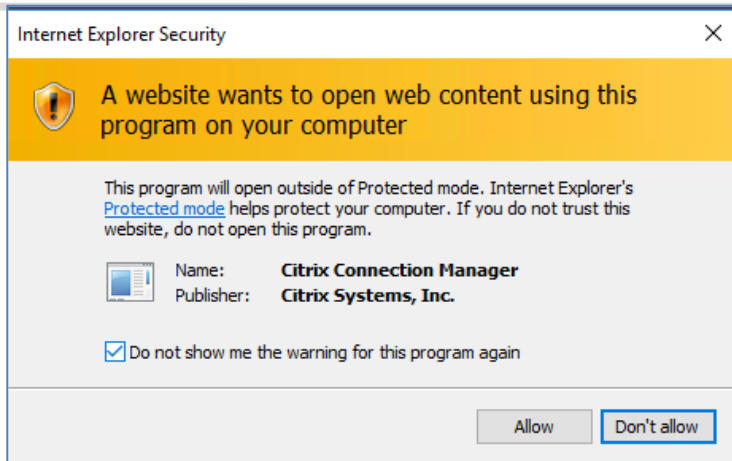 Internet Explorer Security
A website wants to open web content using this
program on your computer
This program will open outside of Protected mode. Internet Explorer's
Protected mode helps protect your computer. If you do not trust this
website, do not open this program.
Name: Citrix Connection Manager
Publisher: Citrix Systems, Inc.
Do not show me the warning for this program again
Allow Don't allow